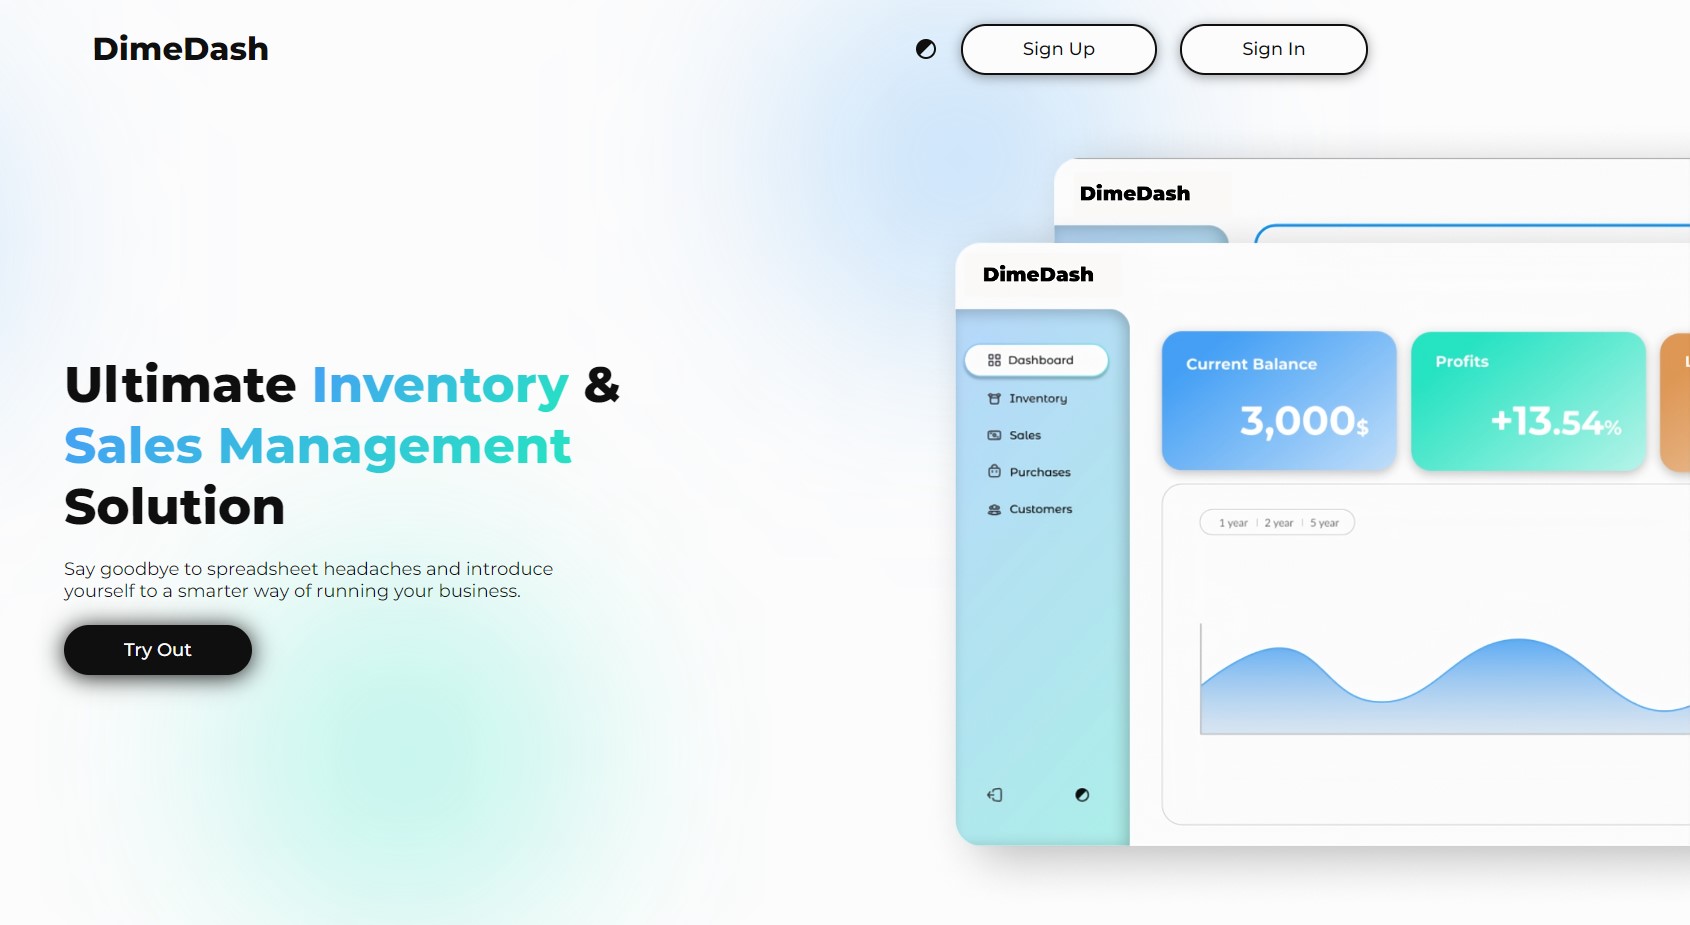 DimeDash
Sign Up
Sign In
DimeDash
DimeDash
Dashboard
Inventory
Sales
Purchases
Customers
Current Balance
3,000$
Profits
+13.54%
1 year | 2 year | 5 year
Ultimate Inventory &
Sales Management
Solution
Say goodbye to spreadsheet headaches and introduce
yourself to a smarter way of running your business.
Try Out